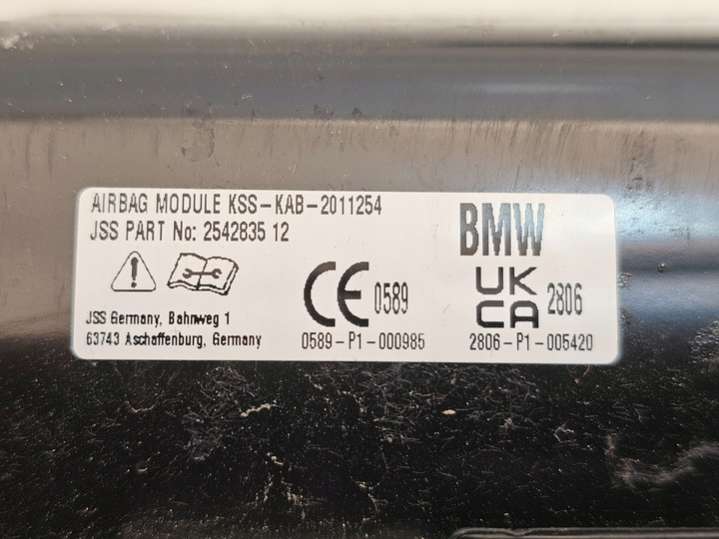 AIRBAG MODULE KSS-KAB-2011254
JSS PART No: 2542835 12
BMW
CE 0589
UK
CA 2806
JSS Germany, Bahnweg 1
63743 Aschaffenburg, Germany
0589-P1-000985
2806-P1-005420